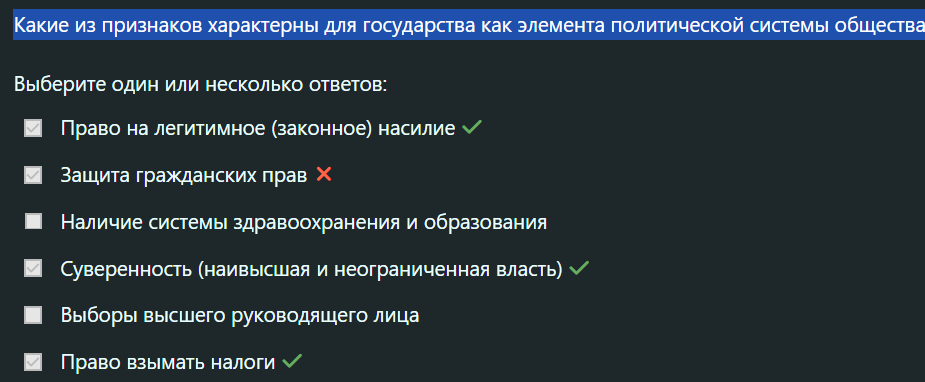 Какие из признаков характерны для государства как элемента политической системы общества
Выберите один или несколько ответов:
Право на легитимное (законное) насилие
Защита гражданских прав
Наличие системы здравоохранения и образования
Суверенность (наивысшая и неограниченная власть)
Выборы высшего руководящего лица
Право взымать налоги